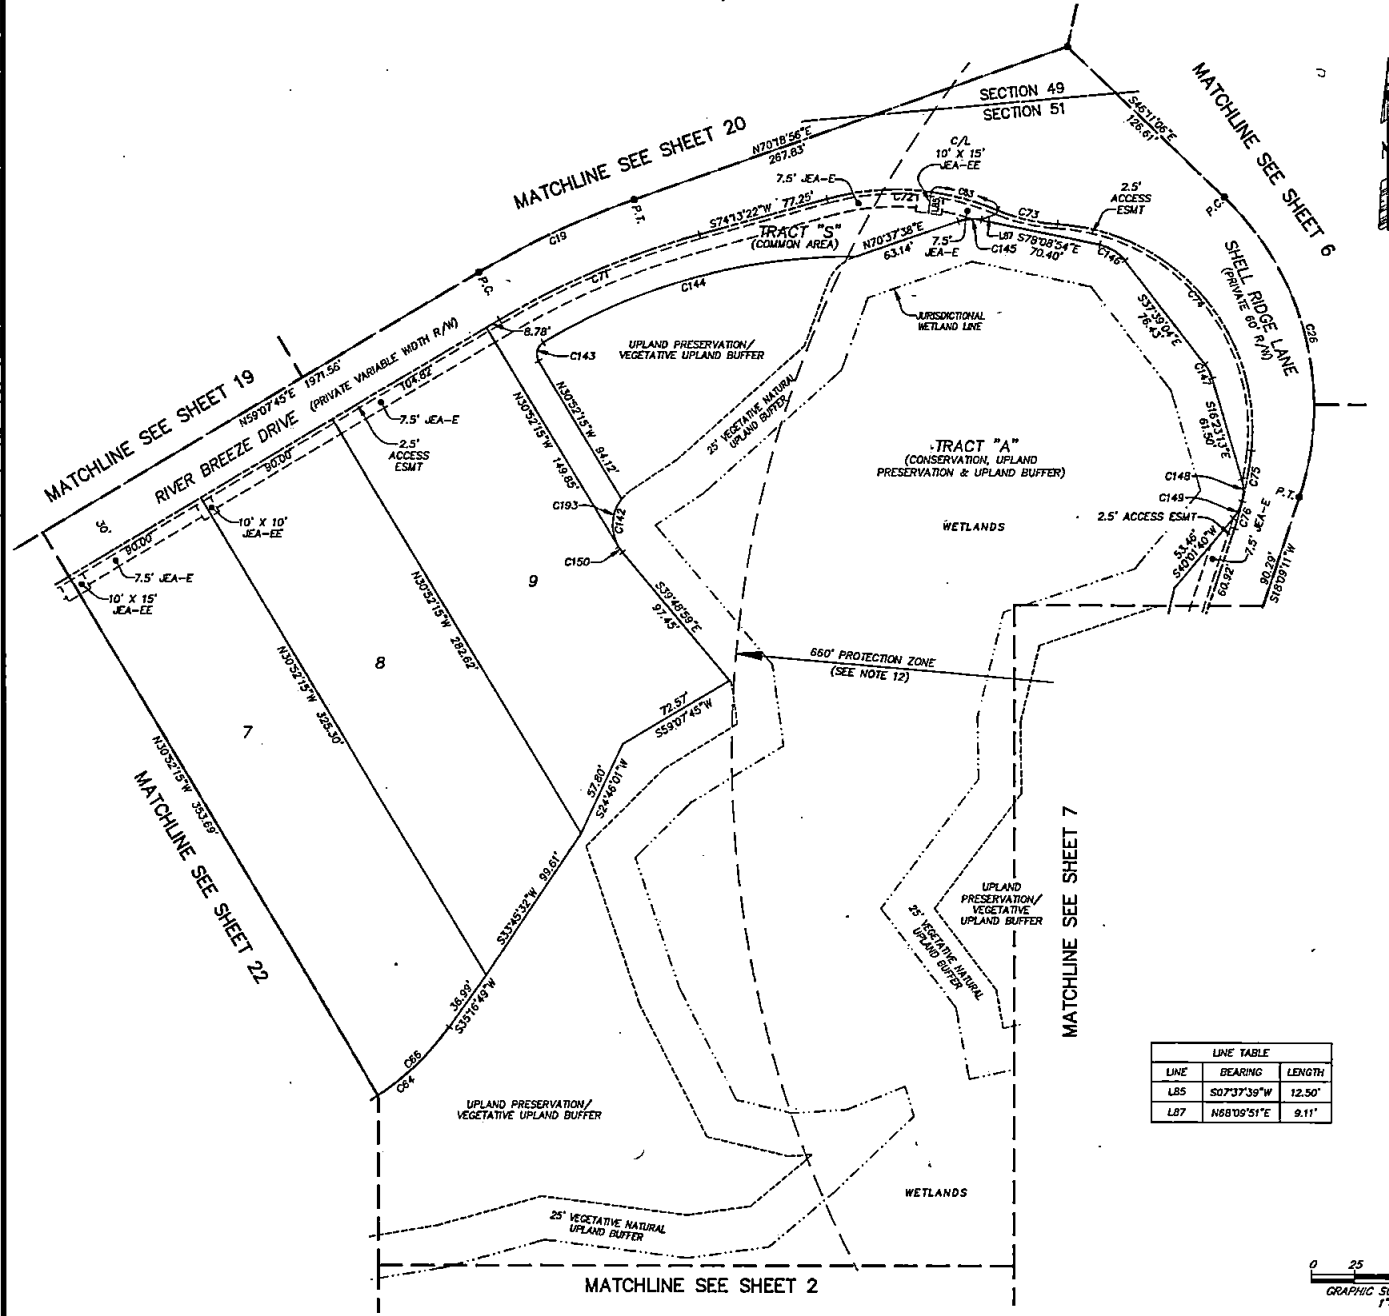 MATCHLINE SEE SHEET 20
SECTION 49
SECTION 51
MATCHLINE SEE SHEET 6
S46°11'06"E
126.61'
N70°18'56"E
267.83'
C/L
10' X 15'
JEA-EE
7.5' JEA-E
2.5'
ACCESS
ESMT
P.T.
P.C.
C19
P.C.
S74°13'22"W 77.25'
C72
L85
C83
C73
TRACT "S"
(COMMON AREA)
N70°37'38"E
63.14'
7.5'
JEA-E
L87
C145
S78°08'54"E
70.40'
C146
C71
C144
C74
SHELL RIDGE LANE
(PRIVATE 60' R/W)
C26
JURISDICTIONAL
WETLAND LINE
S37°39'04"E
76.43'
8.78'
C143
UPLAND PRESERVATION/
VEGETATIVE UPLAND BUFFER
MATCHLINE SEE SHEET 19
N59°07'45"E 1971.56'
RIVER BREEZE DRIVE (PRIVATE VARIABLE WIDTH R/W)
104.82'
7.5' JEA-E
2.5'
ACCESS
ESMT
90.00'
N30°52'15"W 149.85'
N30°52'15"W 94.12'
25' VEGETATIVE NATURAL
UPLAND BUFFER
C147
S16°23'13"E
61.50'
TRACT "A"
(CONSERVATION, UPLAND
PRESERVATION & UPLAND BUFFER)
C148
C75
C149
C76
P.T.
2.5' ACCESS ESMT
7.5' JEA-E
WETLANDS
C193
C142
C150
30'
90.00'
10' X 10'
JEA-EE
7.5' JEA-E
10' X 15'
JEA-EE
53.46'
S40°01'40"W
60.92'
90.29'
S18°09'11"W
9
N30°52'15"W 282.62'
S39°48'59"E
97.45'
8
N30°52'15"W 325.30'
660' PROTECTION ZONE
(SEE NOTE 12)
7
72.57'
S59°07'45"W
N30°52'15"W 353.69'
MATCHLINE SEE SHEET 22
57.80'
S24°46'01"W
S33°45'32"W 99.61'
MATCHLINE SEE SHEET 7
UPLAND
PRESERVATION/
VEGETATIVE
UPLAND BUFFER
25' VEGETATIVE NATURAL
UPLAND BUFFER
36.99'
S35°16'49"W
C66
C64
LINE TABLE
LINE BEARING LENGTH
L85 S07°37'39"W 12.50'
L87 N68°09'51"E 9.11'
UPLAND PRESERVATION/
VEGETATIVE UPLAND BUFFER
WETLANDS
25' VEGETATIVE NATURAL
UPLAND BUFFER
MATCHLINE SEE SHEET 2
0 25
GRAPHIC